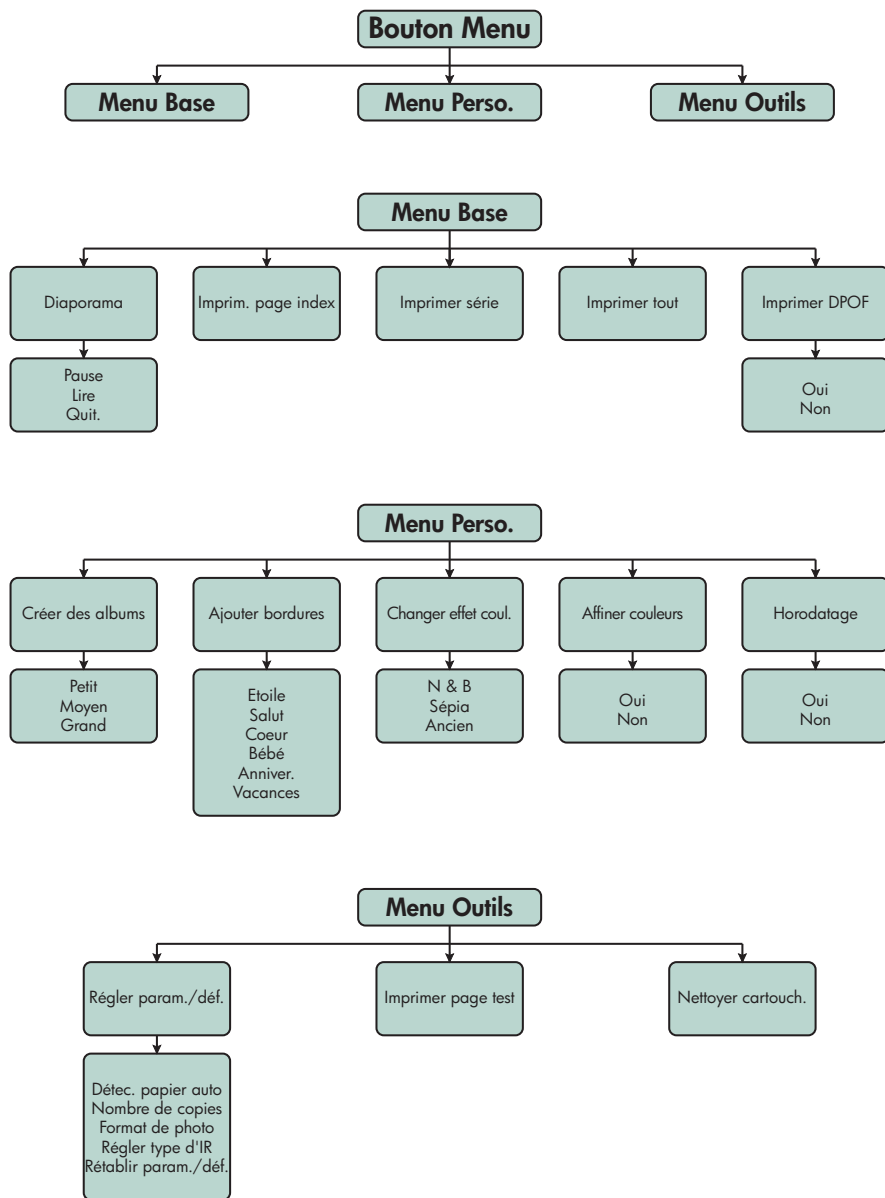 Bouton Menu
Menu Base
Menu Perso.
Menu Outils
Menu Base
Diaporama
Imprim. page index
Imprimer série
Imprimer tout
Imprimer DPOF
Pause
Lire
Quit.
Oui
Non
Menu Perso.
Créer des albums
Ajouter bordures
Changer effet coul.
Affiner couleurs
Horodatage
Petit
Moyen
Grand
Etoile
Salut
Coeur
Bébé
Anniver.
Vacances
N & B
Sépia
Ancien
Oui
Non
Oui
Non
Menu Outils
Régler param./déf.
Imprimer page test
Nettoyer cartouch.
Détec. papier auto
Nombre de copies
Format de photo
Régler type d'IR
Rétablir param./déf.